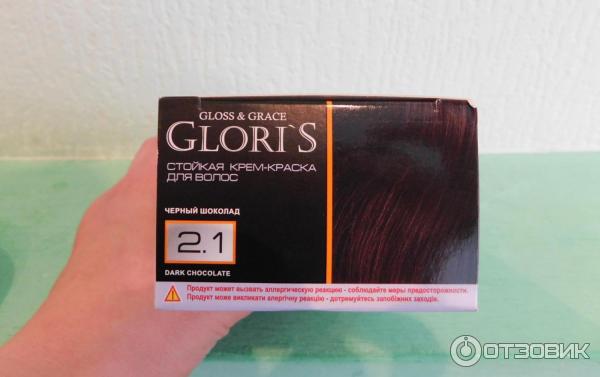 GLOSS & GRACE
GLORI`S
СТОЙКАЯ КРЕМ-КРАСКА
ДЛЯ ВОЛОС
ЧЕРНЫЙ ШОКОЛАД
2.1
DARK CHOCOLATE
Продукт может вызвать аллергическую реакцию - соблюдайте меры предосторожности.
Продукт може викликати алергічну реакцію - дотримуйтесь запобіжних заходів.
ОТЗОВИК